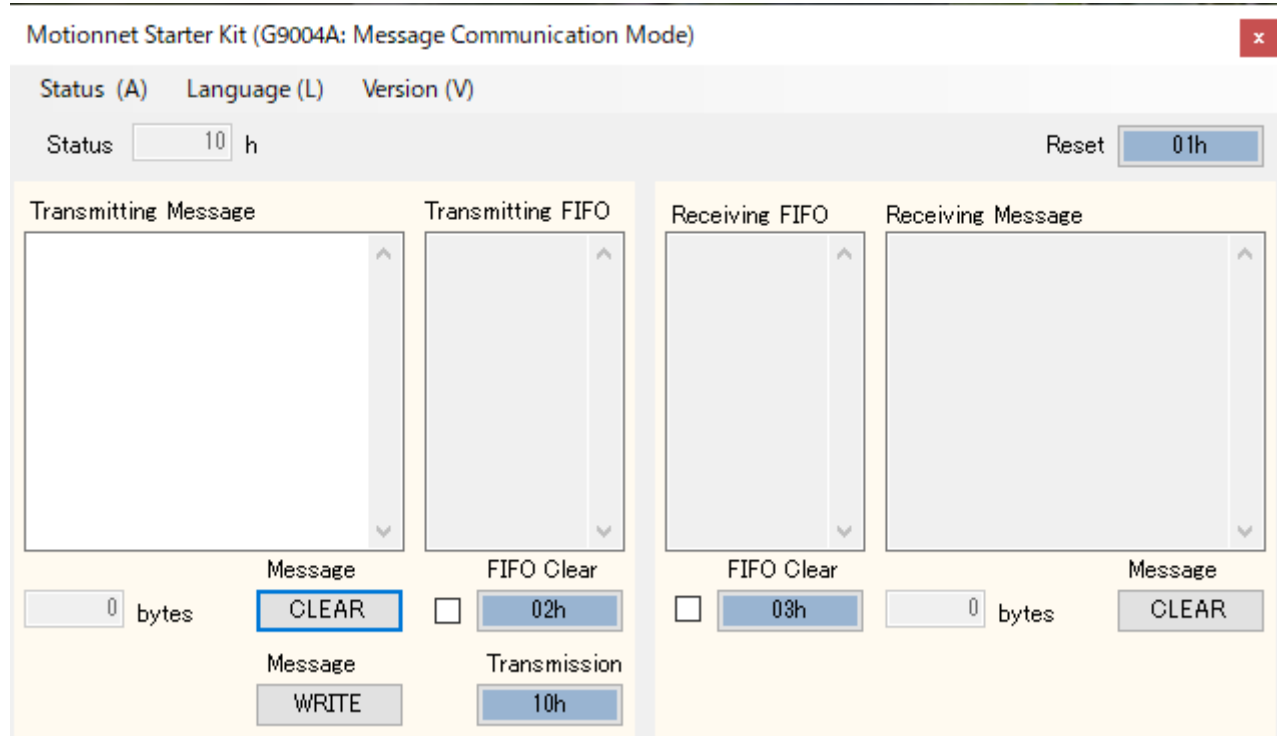 Motionnet Starter Kit (G9004A: Message Communication Mode)
x
Status (A) Language (L) Version (V)
Status 10 h Reset 01h
Transmitting Message Transmitting FIFO Receiving FIFO Receiving Message
Message FIFO Clear FIFO Clear Message
0 bytes CLEAR 02h 03h 0 bytes CLEAR
Message Transmission
WRITE 10h